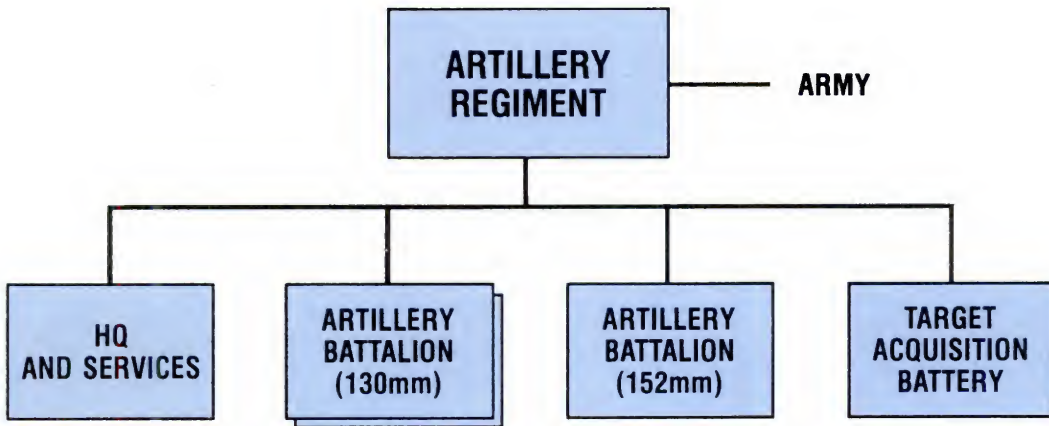 ARTILLERY
REGIMENT
ARMY
HQ
AND SERVICES
ARTILLERY
BATTALION
(130mm)
ARTILLERY
BATTALION
(152mm)
TARGET
ACQUISITION
BATTERY